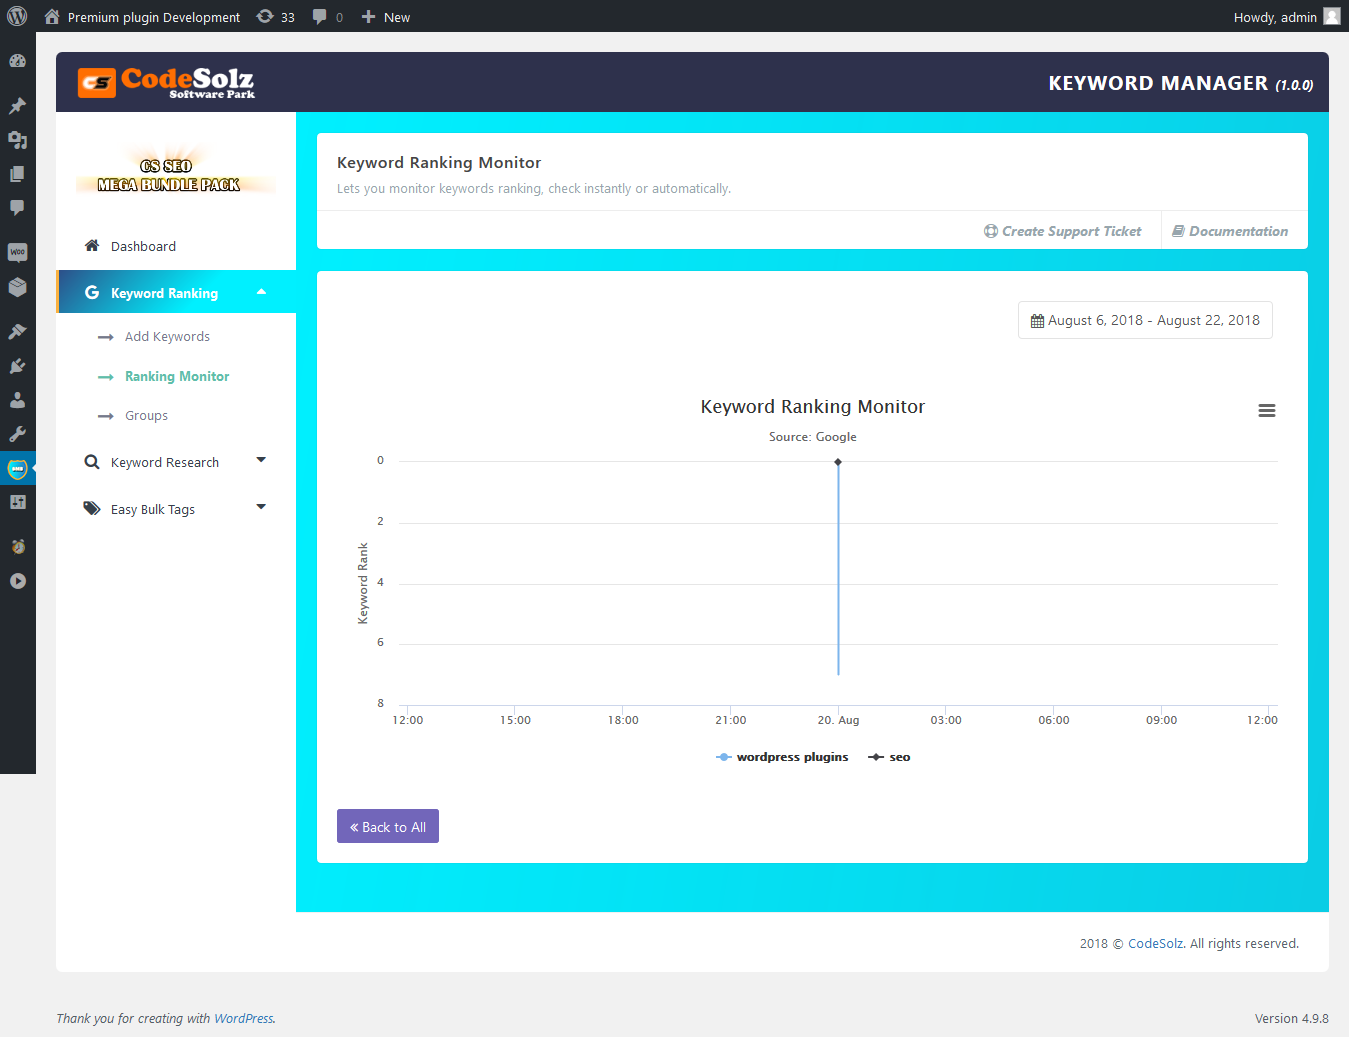 Premium plugin Development 33 0 New Howdy, admin
CodeSolz
Software Park
KEYWORD MANAGER (1.0.0)
CS SEO
MEGA BUNDLE PACK
Dashboard
Keyword Ranking
Add Keywords
Ranking Monitor
Groups
Keyword Research
Easy Bulk Tags
Keyword Ranking Monitor
Lets you monitor keywords ranking, check instantly or automatically.
Create Support Ticket Documentation
August 6, 2018 - August 22, 2018
Keyword Ranking Monitor
Source: Google
Keyword Rank
0
2
4
6
8
12:00 15:00 18:00 21:00 20. Aug 03:00 06:00 09:00 12:00
wordpress plugins seo
« Back to All
2018 © CodeSolz. All rights reserved.
Thank you for creating with WordPress. Version 4.9.8